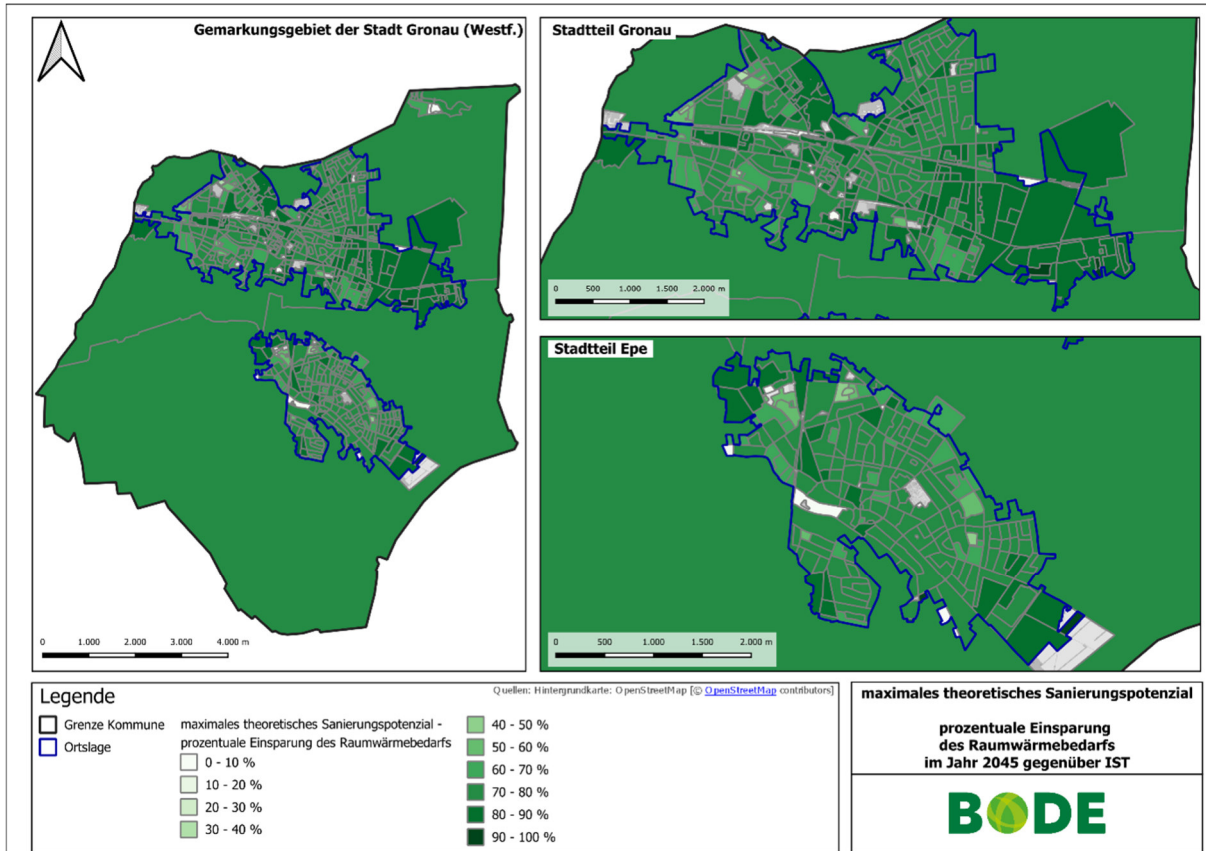 Gemarkungsgebiet der Stadt Gronau (Westf.)
0 1.000 2.000 3.000 4.000 m
Stadtteil Gronau
0 500 1.000 1.500 2.000 m
Stadtteil Epe
0 500 1.000 1.500 2.000 m
Legende
Quellen: Hintergrundkarte: OpenStreetMap [© OpenStreetMap contributors]
Grenze Kommune
Ortslage
maximales theoretisches Sanierungspotenzial -
prozentuale Einsparung des Raumwärmebedarfs
0 - 10 %
10 - 20 %
20 - 30 %
30 - 40 %
40 - 50 %
50 - 60 %
60 - 70 %
70 - 80 %
80 - 90 %
90 - 100 %
maximales theoretisches Sanierungspotenzial
prozentuale Einsparung
des Raumwärmebedarfs
im Jahr 2045 gegenüber IST
BODE